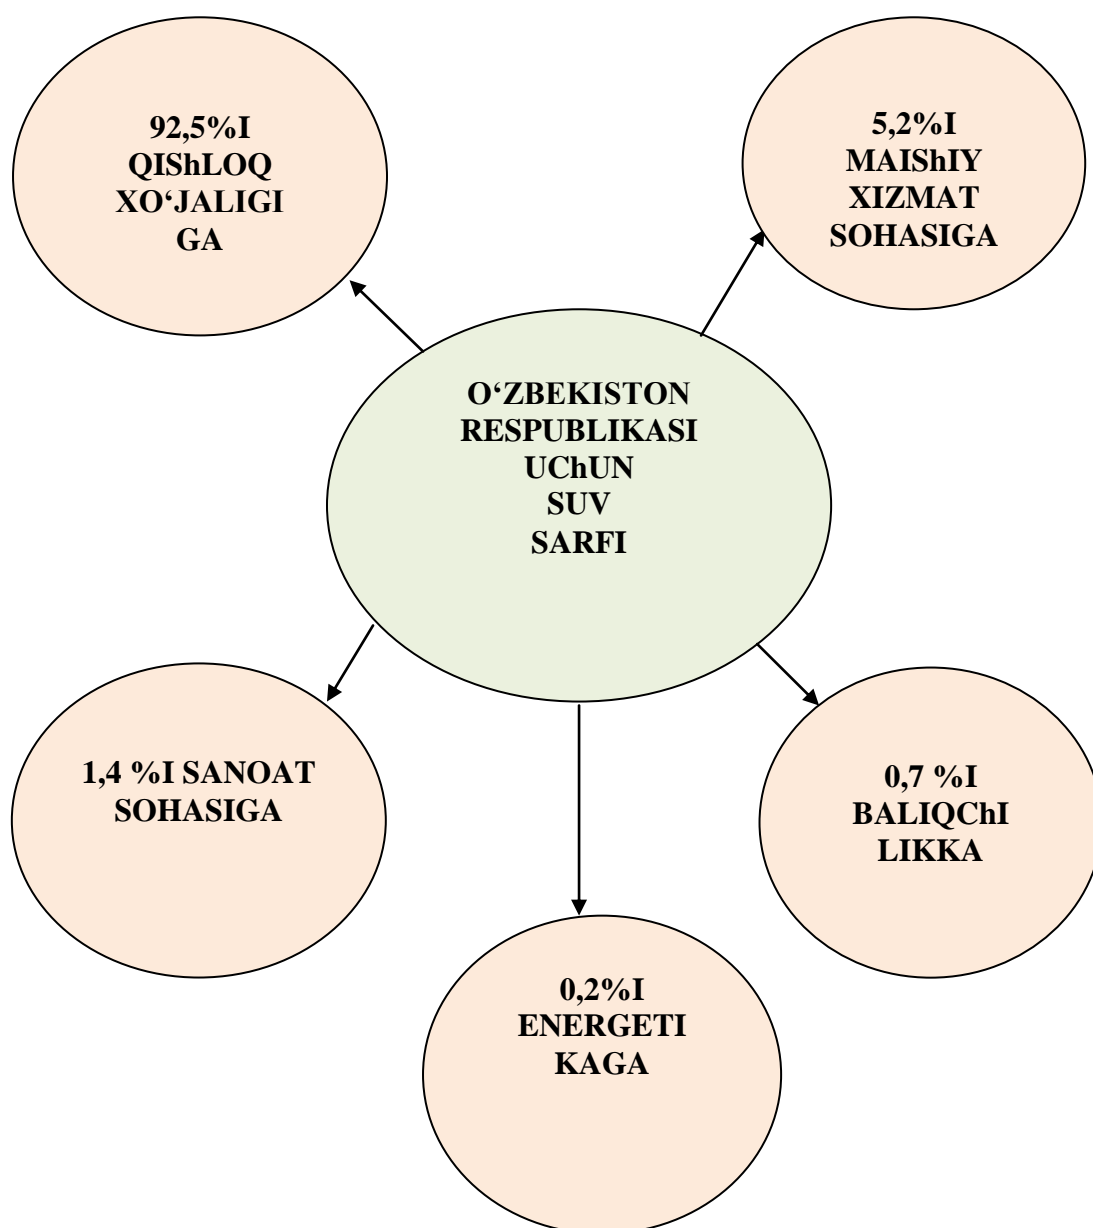 92,5%I
QIShLOQ
XO‘JALIGI
GA
5,2%I
MAIShIY
XIZMAT
SOHASIGA
O‘ZBEKISTON
RESPUBLIKASI
UChUN
SUV
SARFI
1,4 %I SANOAT
SOHASIGA
0,7 %I
BALIQChI
LIKKA
0,2%I
ENERGETI
KAGA